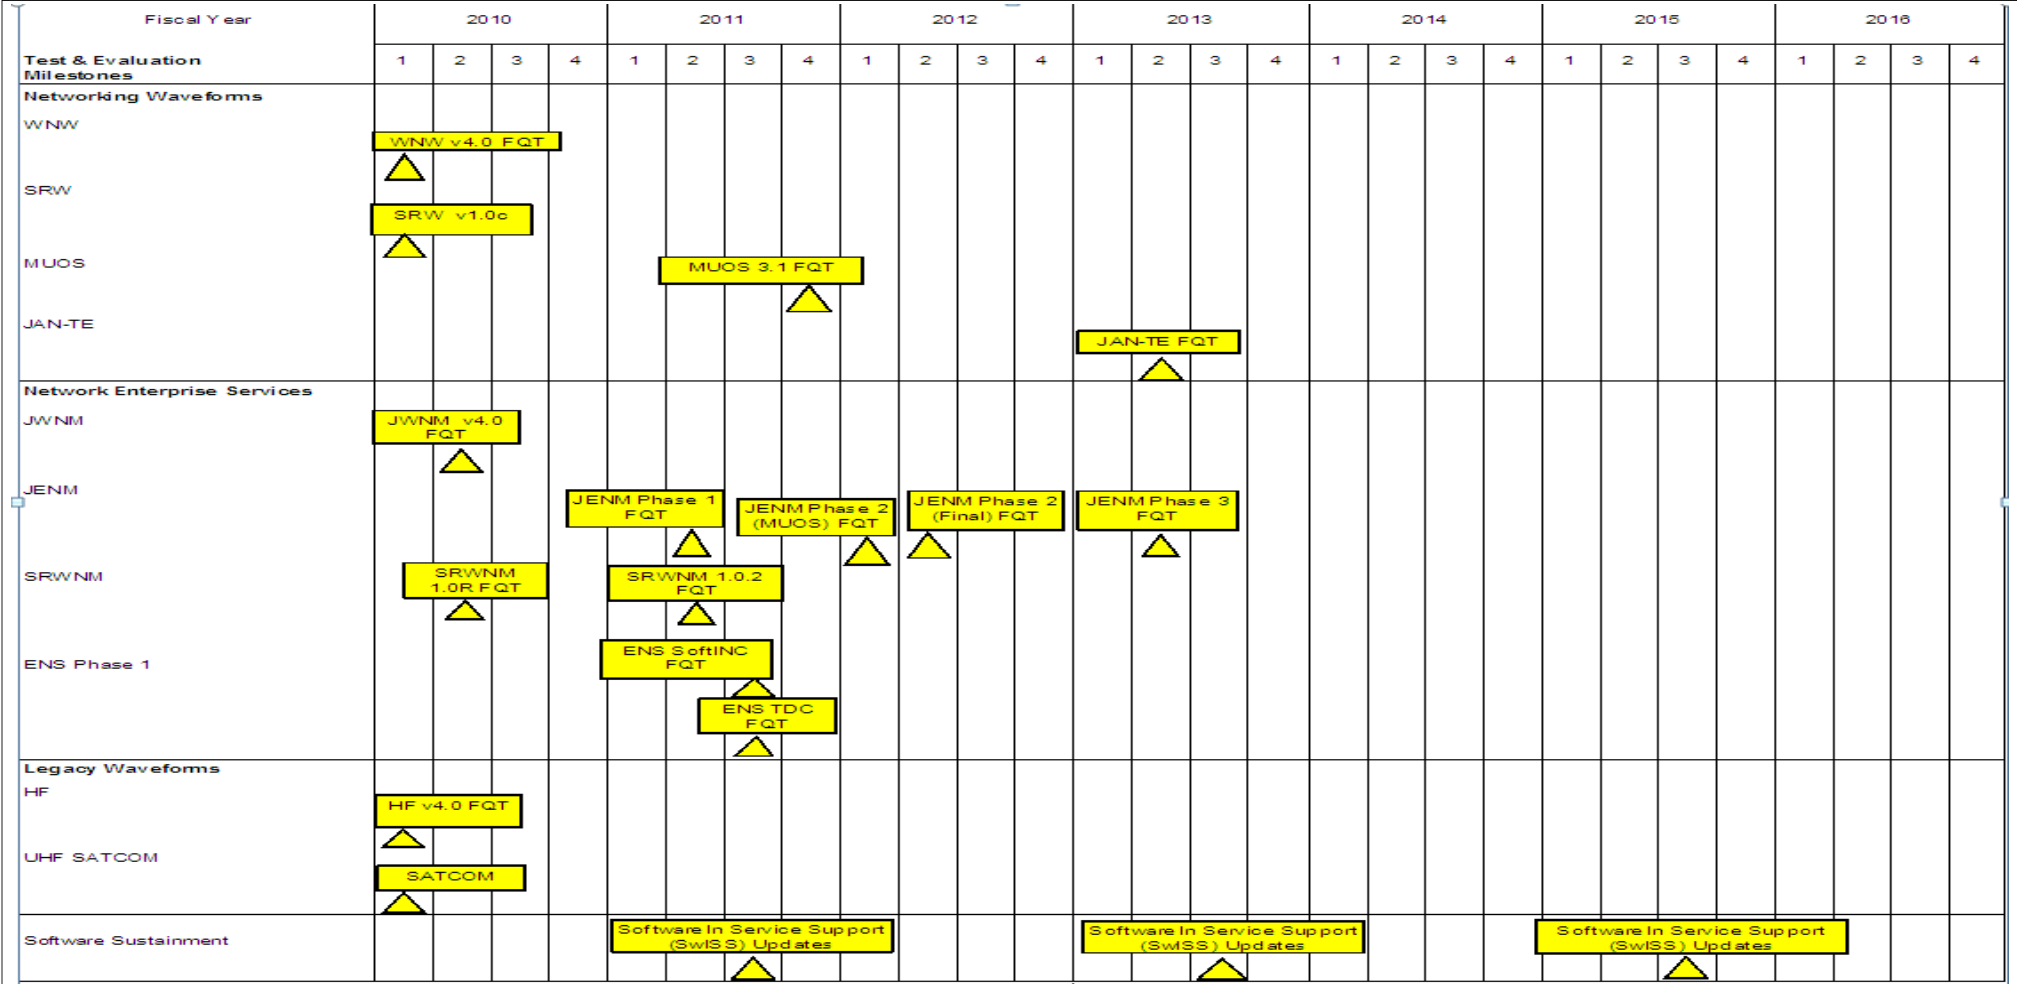 Fiscal Year 2010 2011 2012 2013 2014 2015 2016
Test & Evaluation
Milestones
1 2 3 4 1 2 3 4 1 2 3 4 1 2 3 4 1 2 3 4 1 2 3 4 1 2 3 4
Networking Waveforms
WNW
WNW v4.0 FQT
SRW
SRW v1.0c
MUOS
MUOS 3.1 FQT
JAN-TE
JAN-TE FQT
Network Enterprise Services
JWNM
JWNM v4.0
FQT
JENM
JENM Phase 1
FQT
JENM Phase 2
(MUOS) FQT
JENM Phase 2
(Final) FQT
JENM Phase 3
FQT
SRWNM
SRWNM
1.0R FQT
SRWNM 1.0.2
FQT
ENS Phase 1
ENS SoftINC
FQT
ENS TDC
FQT
Legacy Waveforms
HF
HF v4.0 FQT
UHF SATCOM
SATCOM
Software Sustainment
Software In Service Support
(SwISS) Updates
Software In Service Support
(SwISS) Updates
Software In Service Support
(SwISS) Updates